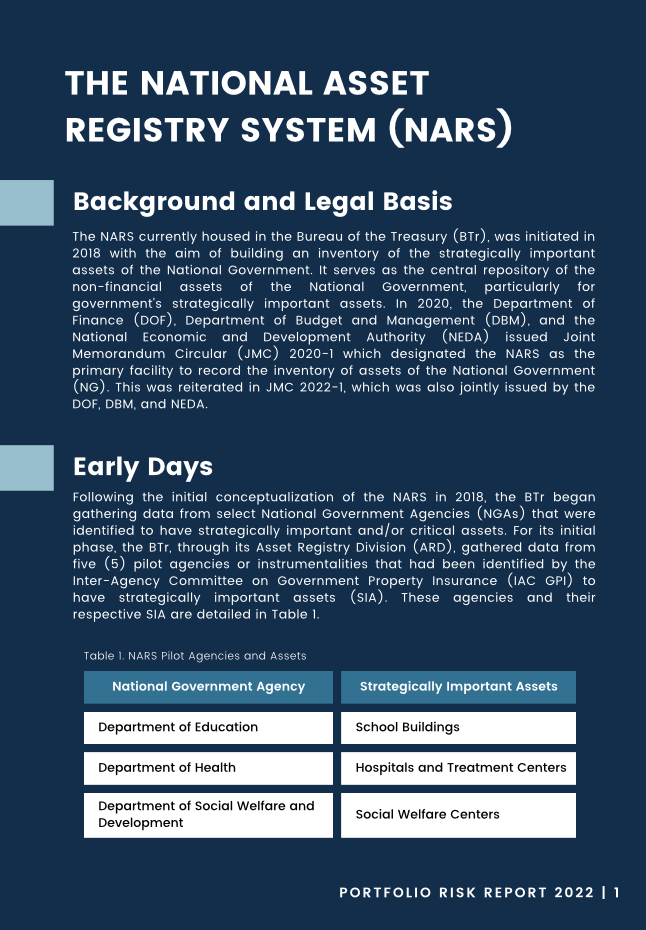 THE NATIONAL ASSET
REGISTRY SYSTEM (NARS)
Background and Legal Basis
The NARS currently housed in the Bureau of the Treasury (BTr), was initiated in
2018 with the aim of building an inventory of the strategically important
assets of the National Government. It serves as the central repository of the
non-financial assets of the National Government, particularly for
government's strategically important assets. In 2020, the Department of
Finance (DOF), Department of Budget and Management (DBM), and the
National Economic and Development Authority (NEDA) issued Joint
Memorandum Circular (JMC) 2020-1 which designated the NARS as the
primary facility to record the inventory of assets of the National Government
(NG). This was reiterated in JMC 2022-1, which was also jointly issued by the
DOF, DBM, and NEDA.
Early Days
Following the initial conceptualization of the NARS in 2018, the BTr began
gathering data from select National Government Agencies (NGAs) that were
identified to have strategically important and/or critical assets. For its initial
phase, the BTr, through its Asset Registry Division (ARD), gathered data from
five (5) pilot agencies or instrumentalities that had been identified by the
Inter-Agency Committee on Government Property Insurance (IAC GPI) to
have strategically important assets (SIA). These agencies and their
respective SIA are detailed in Table 1.
Table 1. NARS Pilot Agencies and Assets
National Government Agency
Strategically Important Assets
Department of Education
School Buildings
Department of Health
Hospitals and Treatment Centers
Department of Social Welfare and
Development
Social Welfare Centers
PORTFOLIO RISK REPORT 2022 | 1